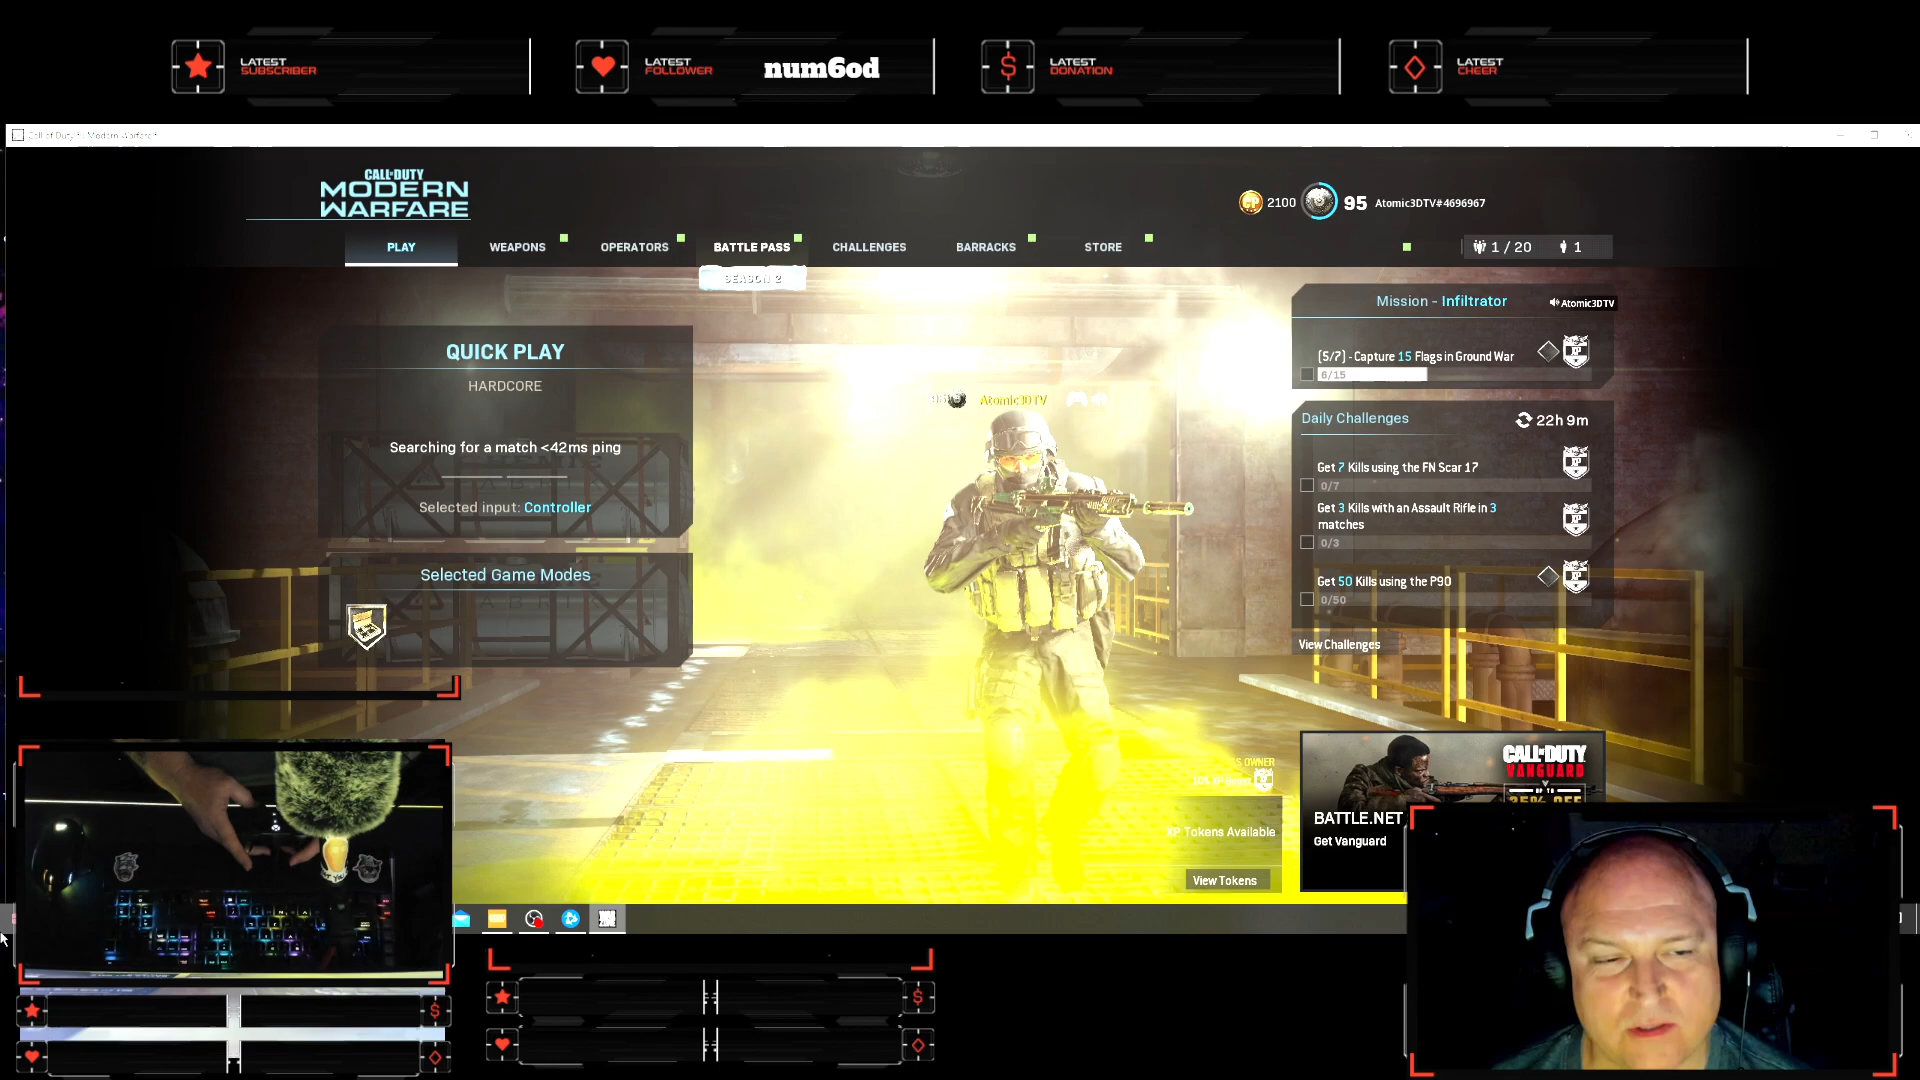 LATEST
SUBSCRIBER
LATEST
FOLLOWER
num6od
LATEST
DONATION
LATEST
CHEER
CALL OF DUTY
MODERN
WARFARE
2100
95
Atomic3DTV#4696967
PLAY
WEAPONS
OPERATORS
BATTLE PASS
CHALLENGES
BARRACKS
STORE
1 / 20
1
SEASON 2
QUICK PLAY
HARDCORE
Searching for a match <42ms ping
Selected input: Controller
Selected Game Modes
Atomic3DTV
Mission - Infiltrator
Atomic3DTV
(5/7) - Capture 15 Flags in Ground War
6/15
Daily Challenges
22h 9m
Get 7 Kills using the FN Scar 17
0/7
Get 3 Kills with an Assault Rifle in 3
matches
0/3
Get 50 Kills using the P90
0/50
View Challenges
XP Tokens Available
View Tokens
CALL OF DUTY
VANGUARD
BATTLE.NET
Get Vanguard